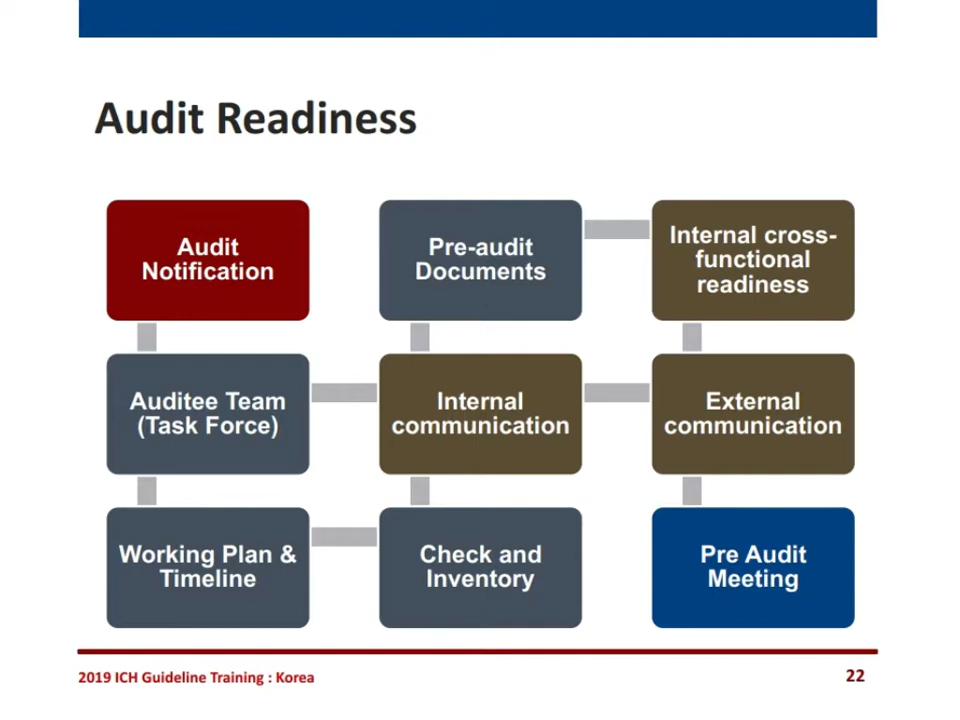 Audit Readiness
Audit
Notification
Pre-audit
Documents
Internal cross-
functional
readiness
Auditee Team
(Task Force)
Internal
communication
External
communication
Working Plan &
Timeline
Check and
Inventory
Pre Audit
Meeting
2019 ICH Guideline Training : Korea
22